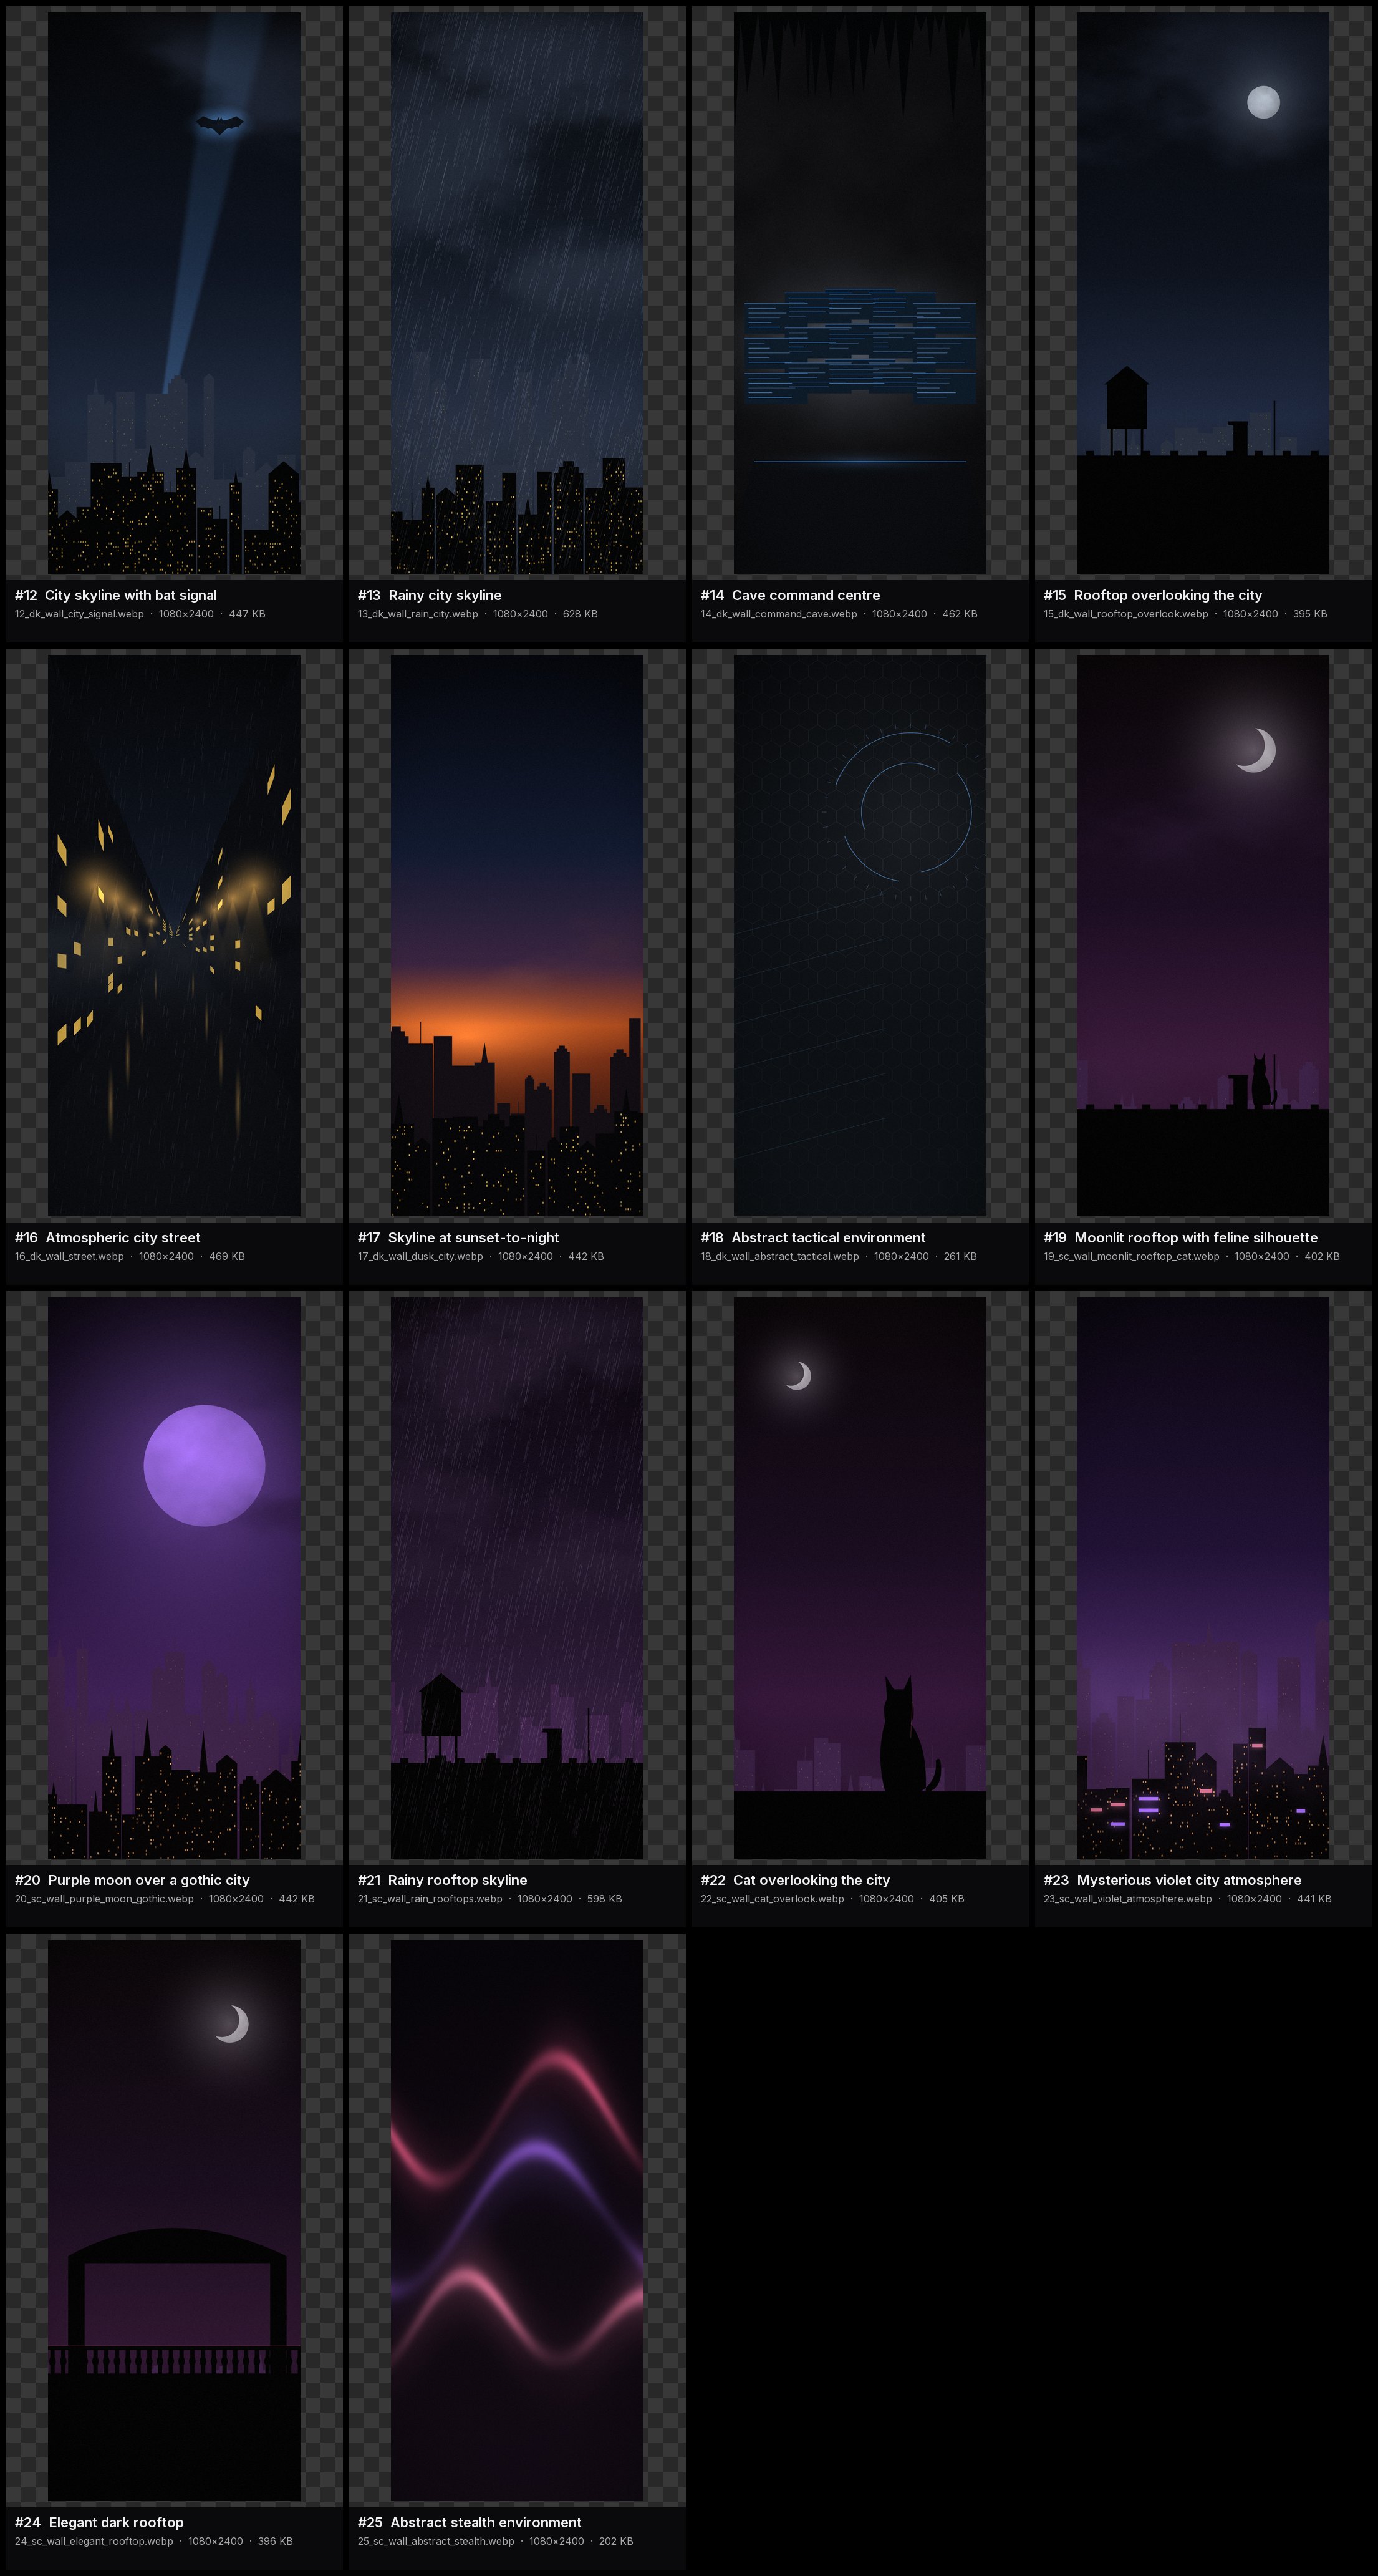 #12 City skyline with bat signal
12_dk_wall_city_signal.webp · 1080×2400 · 447 KB
#13 Rainy city skyline
13_dk_wall_rain_city.webp · 1080×2400 · 628 KB
#14 Cave command centre
14_dk_wall_command_cave.webp · 1080×2400 · 462 KB
#15 Rooftop overlooking the city
15_dk_wall_rooftop_overlook.webp · 1080×2400 · 395 KB
#16 Atmospheric city street
16_dk_wall_street.webp · 1080×2400 · 469 KB
#17 Skyline at sunset-to-night
17_dk_wall_dusk_city.webp · 1080×2400 · 442 KB
#18 Abstract tactical environment
18_dk_wall_abstract_tactical.webp · 1080×2400 · 261 KB
#19 Moonlit rooftop with feline silhouette
19_sc_wall_moonlit_rooftop_cat.webp · 1080×2400 · 402 KB
#20 Purple moon over a gothic city
20_sc_wall_purple_moon_gothic.webp · 1080×2400 · 442 KB
#21 Rainy rooftop skyline
21_sc_wall_rain_rooftops.webp · 1080×2400 · 598 KB
#22 Cat overlooking the city
22_sc_wall_cat_overlook.webp · 1080×2400 · 405 KB
#23 Mysterious violet city atmosphere
23_sc_wall_violet_atmosphere.webp · 1080×2400 · 441 KB
#24 Elegant dark rooftop
24_sc_wall_elegant_rooftop.webp · 1080×2400 · 396 KB
#25 Abstract stealth environment
25_sc_wall_abstract_stealth.webp · 1080×2400 · 202 KB